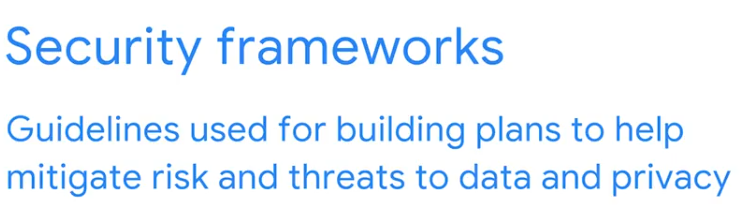 Security frameworks
Guidelines used for building plans to help
mitigate risk and threats to data and privacy